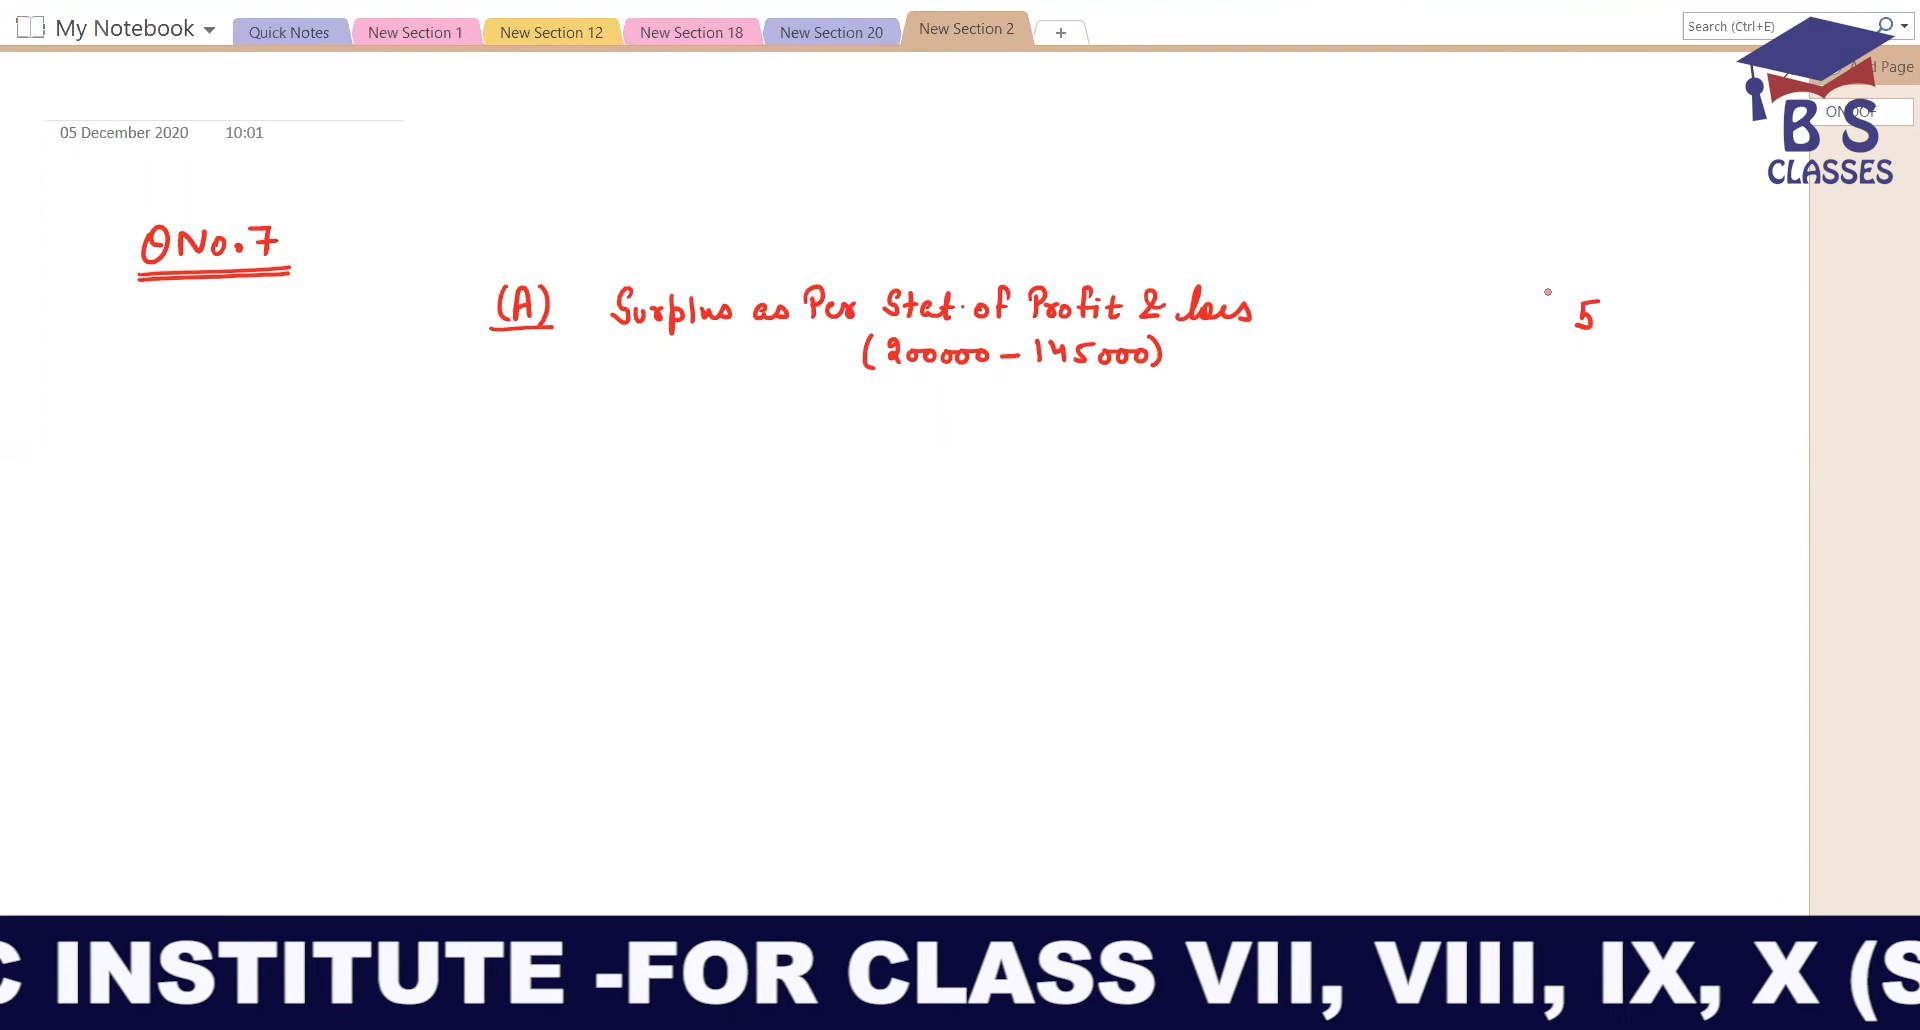 My Notebook
Quick Notes
New Section 1
New Section 12
New Section 18
New Section 20
New Section 2
+
Search (Ctrl+E)
Page
B S
CLASSES
05 December 2020 10:01
QNo.7
(A) Surplus as Per Stat. of Profit & loss 5
(200000 - 145000)
C INSTITUTE -FOR CLASS VII, VIII, IX, X (S